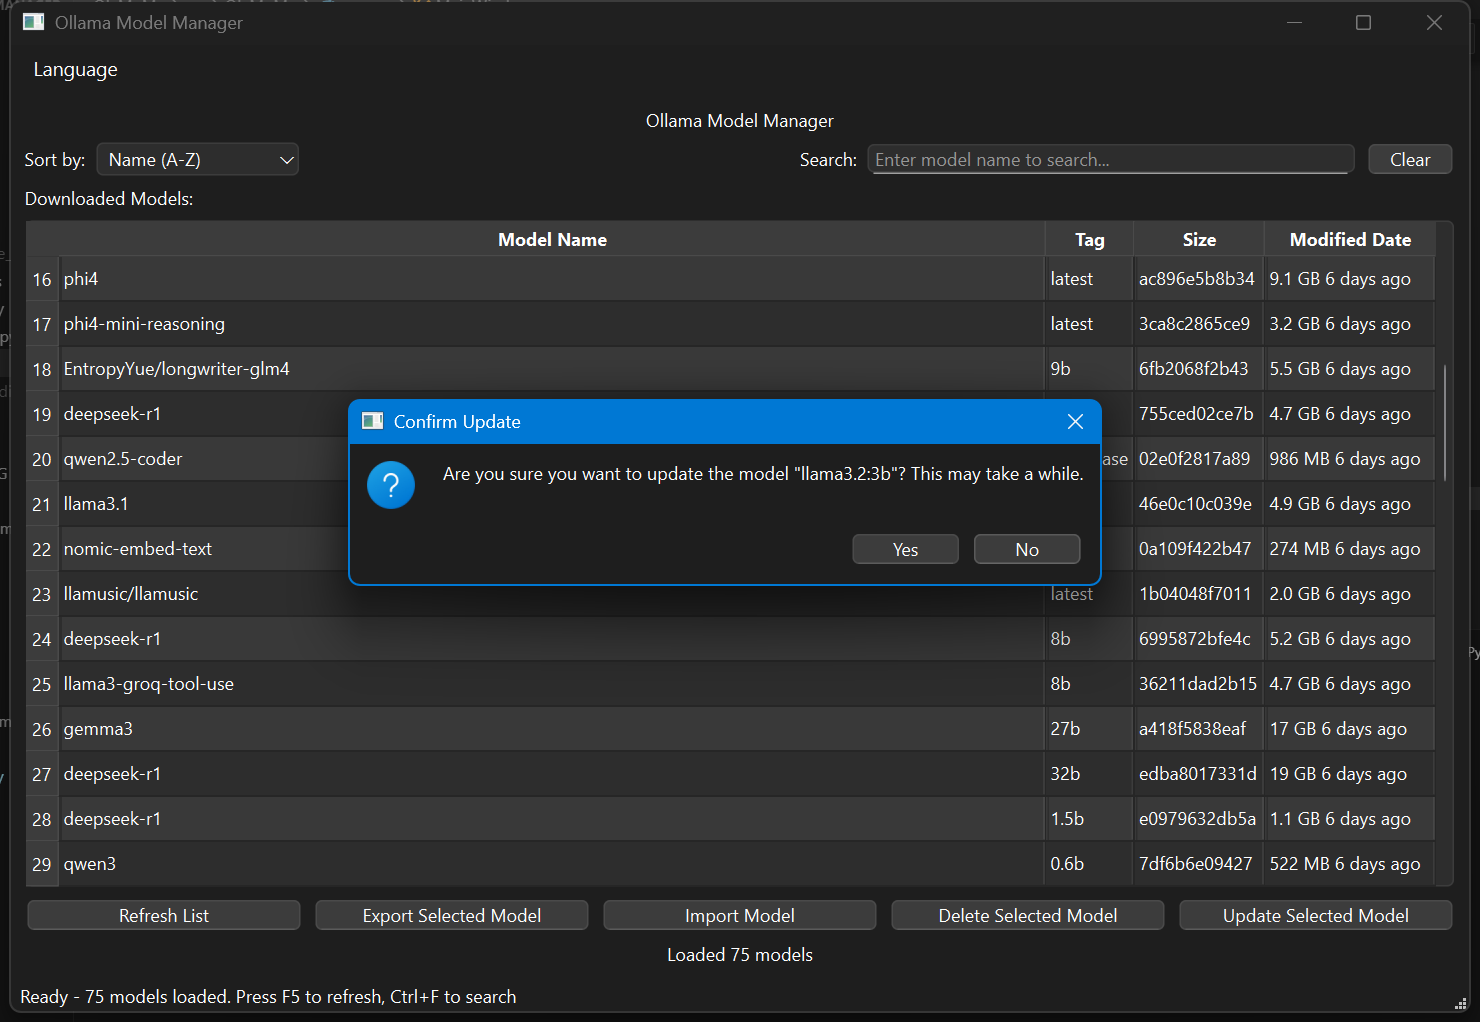 Ollama Model Manager
Language
Ollama Model Manager
Sort by: Name (A-Z) Search: Enter model name to search... Clear
Downloaded Models:
Model Name Tag Size Modified Date
16 phi4 latest ac896e5b8b34 9.1 GB 6 days ago
17 phi4-mini-reasoning latest 3ca8c2865ce9 3.2 GB 6 days ago
18 EntropyYue/longwriter-glm4 9b 6fb2068f2b43 5.5 GB 6 days ago
19 deepseek-r1 755ced02ce7b 4.7 GB 6 days ago
20 qwen2.5-coder ase 02e0f2817a89 986 MB 6 days ago
21 llama3.1 46e0c10c039e 4.9 GB 6 days ago
22 nomic-embed-text 0a109f422b47 274 MB 6 days ago
23 llamusic/llamusic latest 1b04048f7011 2.0 GB 6 days ago
24 deepseek-r1 8b 6995872bfe4c 5.2 GB 6 days ago
25 llama3-groq-tool-use 8b 36211dad2b15 4.7 GB 6 days ago
26 gemma3 27b a418f5838eaf 17 GB 6 days ago
27 deepseek-r1 32b edba8017331d 19 GB 6 days ago
28 deepseek-r1 1.5b e0979632db5a 1.1 GB 6 days ago
29 qwen3 0.6b 7df6b6e09427 522 MB 6 days ago
Confirm Update
Are you sure you want to update the model "llama3.2:3b"? This may take a while.
Yes No
Refresh List Export Selected Model Import Model Delete Selected Model Update Selected Model
Loaded 75 models
Ready - 75 models loaded. Press F5 to refresh, Ctrl+F to search